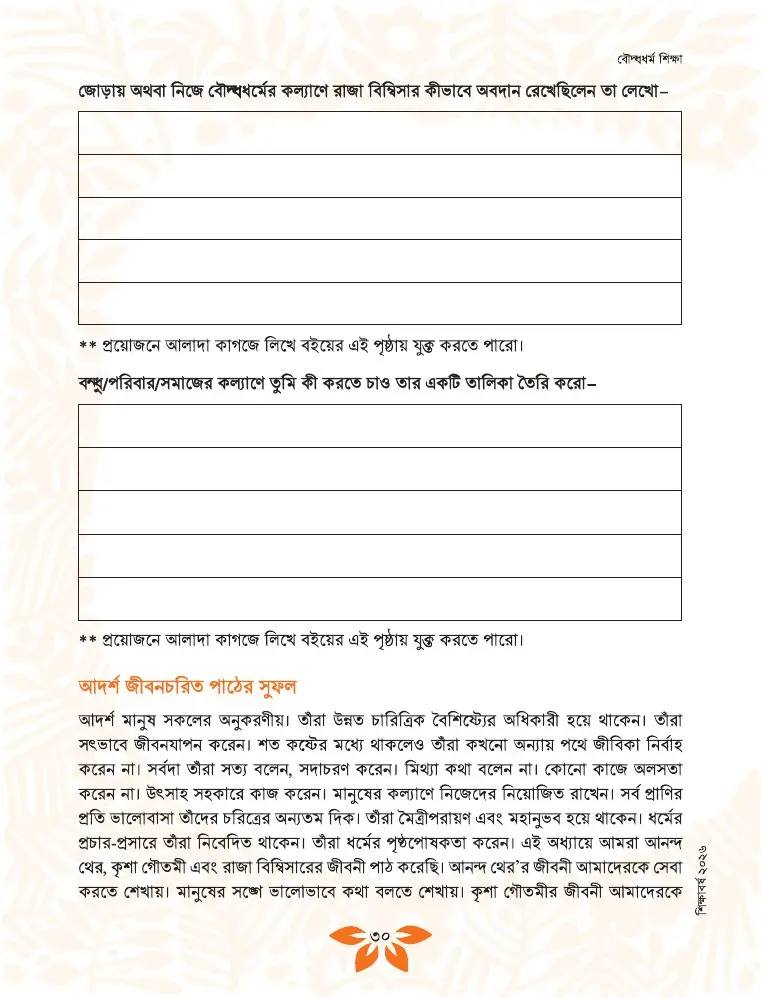 বৌদ্ধধর্ম শিক্ষা
জোড়ায় অথবা নিজে বৌদ্ধধর্মের কল্যাণে রাজা বিম্বিসার কীভাবে অবদান রেখেছিলেন তা লেখো–
** প্রয়োজনে আলাদা কাগজে লিখে বইয়ের এই পৃষ্ঠায় যুক্ত করতে পারো।
বন্ধু/পরিবার/সমাজের কল্যাণে তুমি কী করতে চাও তার একটি তালিকা তৈরি করো–
** প্রয়োজনে আলাদা কাগজে লিখে বইয়ের এই পৃষ্ঠায় যুক্ত করতে পারো।
আদর্শ জীবনচরিত পাঠের সুফল
আদর্শ মানুষ সকলের অনুকরণীয়। তাঁরা উন্নত চারিত্রিক বৈশিষ্ট্যের অধিকারী হয়ে থাকেন। তাঁরা
সৎভাবে জীবনযাপন করেন। শত কষ্টের মধ্যে থাকলেও তাঁরা কখনো অন্যায় পথে জীবিকা নির্বাহ
করেন না। সর্বদা তাঁরা সত্য বলেন, সদাচরণ করেন। মিথ্যা কথা বলেন না। কোনো কাজে অলসতা
করেন না। উৎসাহ সহকারে কাজ করেন। মানুষের কল্যাণে নিজেদের নিয়োজিত রাখেন। সর্ব প্রাণির
প্রতি ভালোবাসা তাঁদের চরিত্রের অন্যতম দিক। তাঁরা মৈত্রীপরায়ণ এবং মহানুভব হয়ে থাকেন। ধর্মের
প্রচার-প্রসারে তাঁরা নিবেদিত থাকেন। তাঁরা ধর্মের পৃষ্ঠপোষকতা করেন। এই অধ্যায়ে আমরা আনন্দ
থের, কৃশা গৌতমী এবং রাজা বিম্বিসারের জীবনী পাঠ করেছি। আনন্দ থের’র জীবনী আমাদেরকে সেবা
করতে শেখায়। মানুষের সঙ্গে ভালোভাবে কথা বলতে শেখায়। কৃশা গৌতমীর জীবনী আমাদেরকে
শিক্ষাবর্ষ ২০২৬
৩০